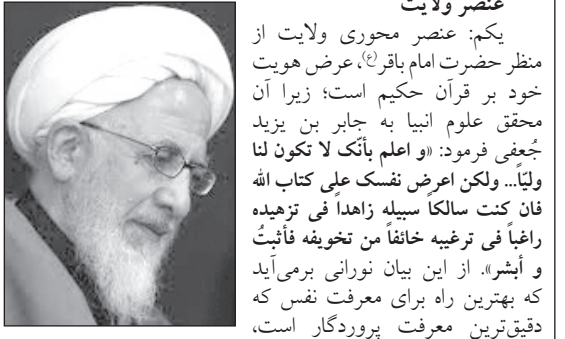 عنصر ولایت
یکم: عنصر محوری ولایت از
منظر حضرت امام باقر(ع)، عرض هویت
خود بر قرآن حکیم است؛ زیرا آن
محقق علوم انبیا به جابر بن یزید
جُعفی فرمود: «و اعلم بأنّک لا تکون لنا
ولیّاً... ولکن اعرض نفسک علی کتاب الله
فان کنت سالکاً سبیله زاهداً فی تزهیده
راغباً فی ترغیبه خائفاً من تخویفه فأثبتُ
و أبشر». از این بیان نورانی برمی‌آید
که بهترین راه برای معرفت نفس که
دقیق‌ترین معرفت پروردگار است،